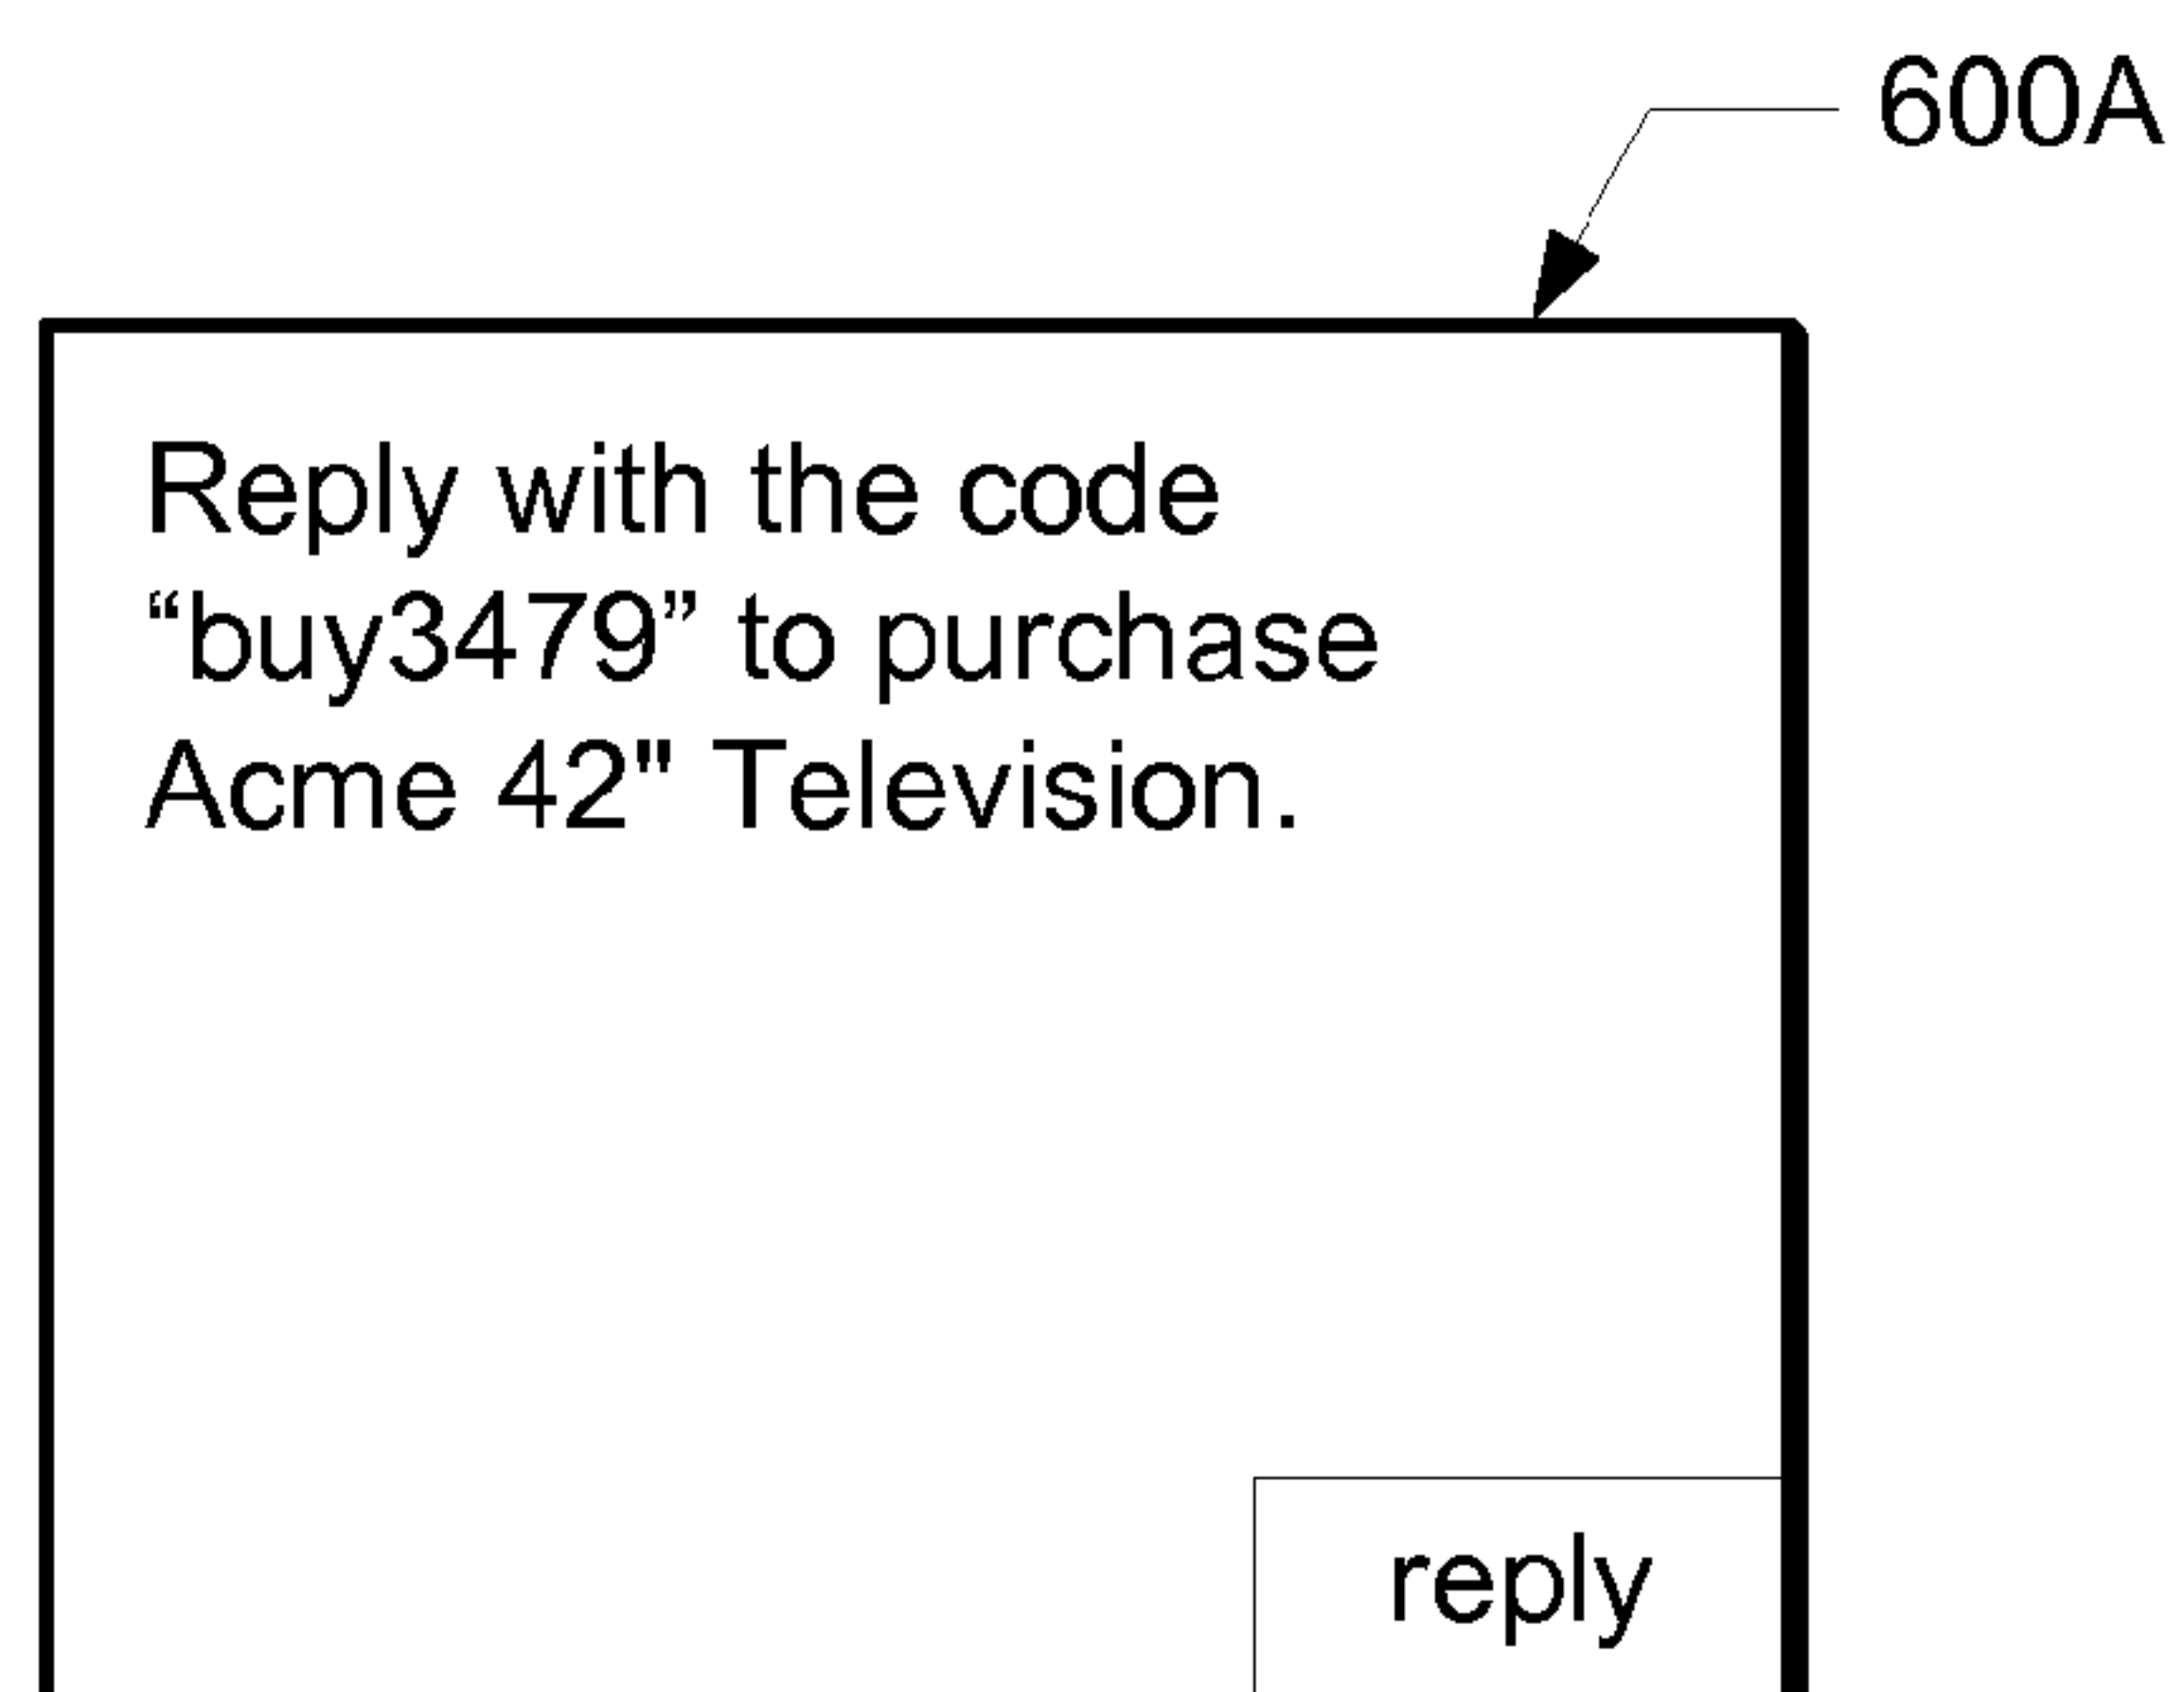 600A
Reply with the code
“buy3479” to purchase
Acme 42" Television.
reply